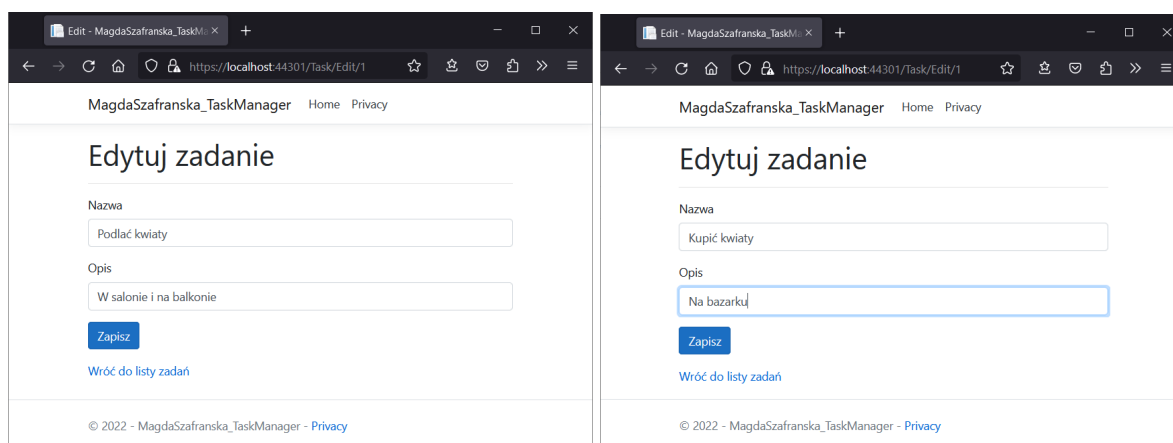 Edit - MagdaSzafranska_TaskMa
https://localhost:44301/Task/Edit/1
MagdaSzafranska_TaskManager Home Privacy
Edytuj zadanie
Nazwa
Podlać kwiaty
Opis
W salonie i na balkonie
Zapisz
Wróć do listy zadań
© 2022 - MagdaSzafranska_TaskManager - Privacy
Edit - MagdaSzafranska_TaskMa
https://localhost:44301/Task/Edit/1
MagdaSzafranska_TaskManager Home Privacy
Edytuj zadanie
Nazwa
Kupić kwiaty
Opis
Na bazarku
Zapisz
Wróć do listy zadań
© 2022 - MagdaSzafranska_TaskManager - Privacy